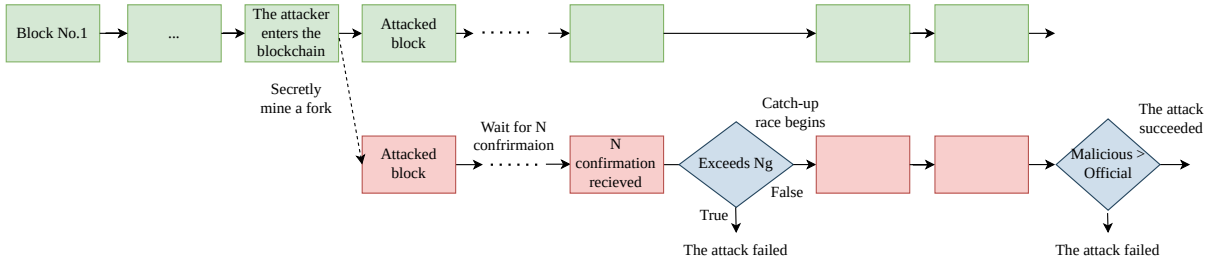 Block No.1
...
The attacker
enters the
blockchain
Attacked
block
......
Secretly
mine a fork
Attacked
block
Wait for N
confrirmaion
......
N
confirmation
recieved
Exceeds Ng
Catch-up
race begins
False
True
The attack failed
Malicious >
Official
The attack
succeeded
The attack failed